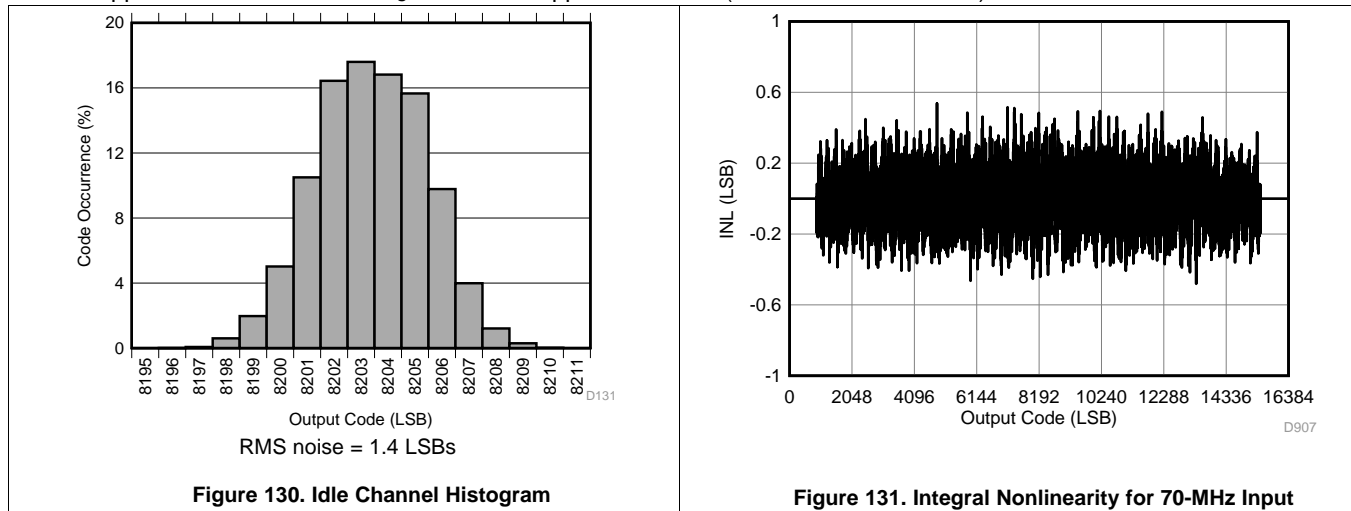 20
16
12
8
4
0
Code Occurrence (%)
8195 8196 8197 8198 8199 8200 8201 8202 8203 8204 8205 8206 8207 8208 8209 8210 8211
D131
Output Code (LSB)
RMS noise = 1.4 LSBs
Figure 130. Idle Channel Histogram
1
0.6
0.2
-0.2
-0.6
-1
INL (LSB)
0 2048 4096 6144 8192 10240 12288 14336 16384
Output Code (LSB)
D907
Figure 131. Integral Nonlinearity for 70-MHz Input